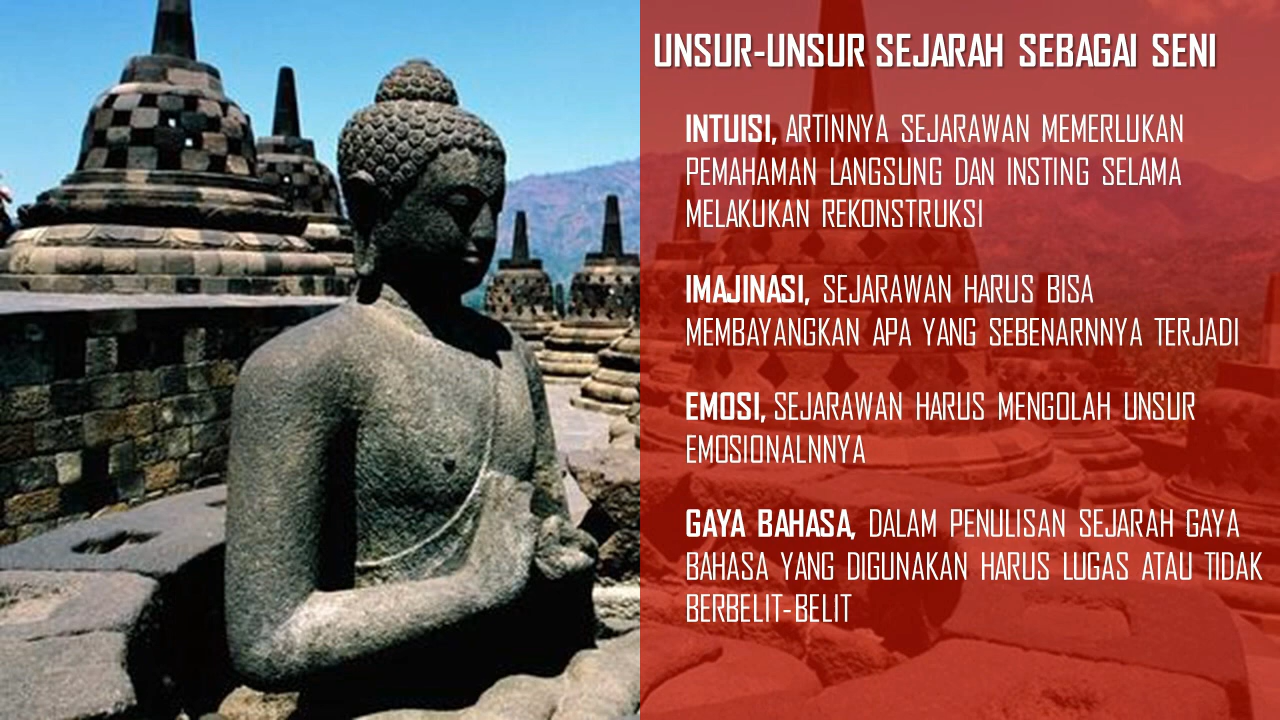 UNSUR-UNSUR SEJARAH SEBAGAI SENI
INTUISI, ARTINNYA SEJARAWAN MEMERLUKAN
PEMAHAMAN LANGSUNG DAN INSTING SELAMA
MELAKUKAN REKONSTRUKSI
IMAJINASI, SEJARAWAN HARUS BISA
MEMBAYANGKAN APA YANG SEBENARNNYA TERJADI
EMOSI, SEJARAWAN HARUS MENGOLAH UNSUR
EMOSIONALNNYA
GAYA BAHASA, DALAM PENULISAN SEJARAH GAYA
BAHASA YANG DIGUNAKAN HARUS LUGAS ATAU TIDAK
BERBELIT-BELIT